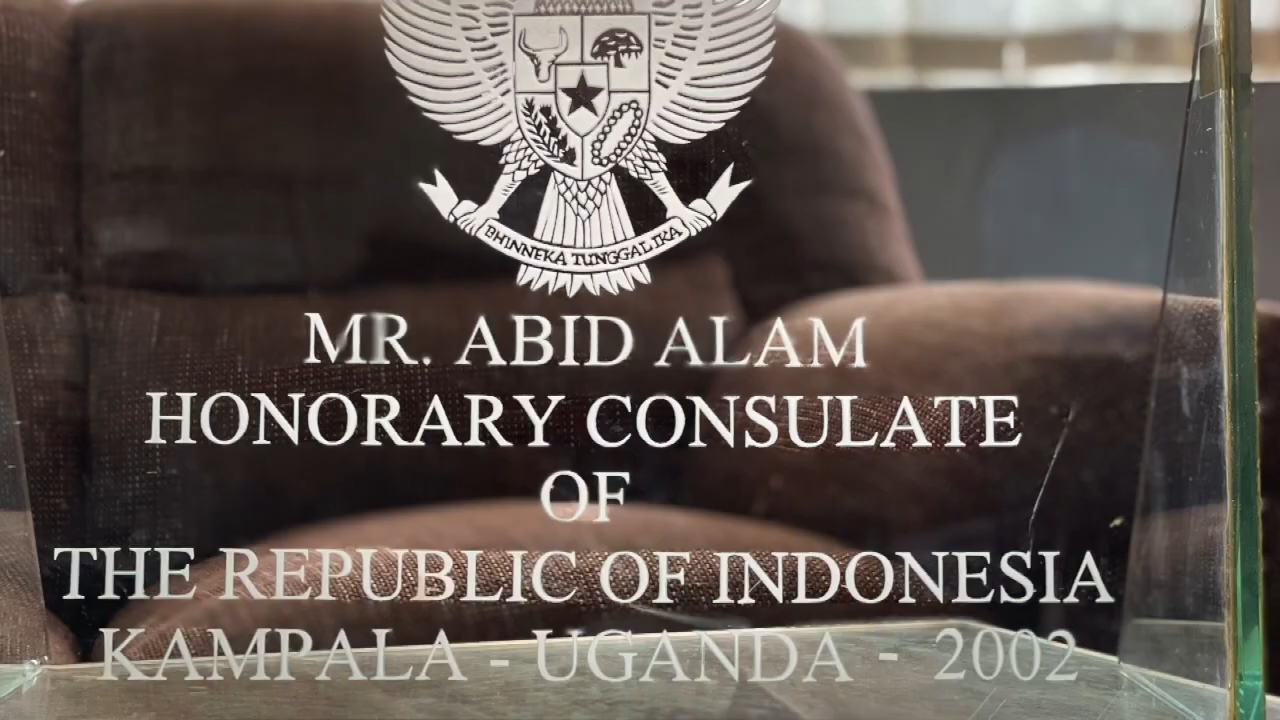 BHINNEKA TUNGGAL IKA
MR. ABID ALAM
HONORARY CONSULATE
OF
THE REPUBLIC OF INDONESIA
KAMPALA - UGANDA - 2002